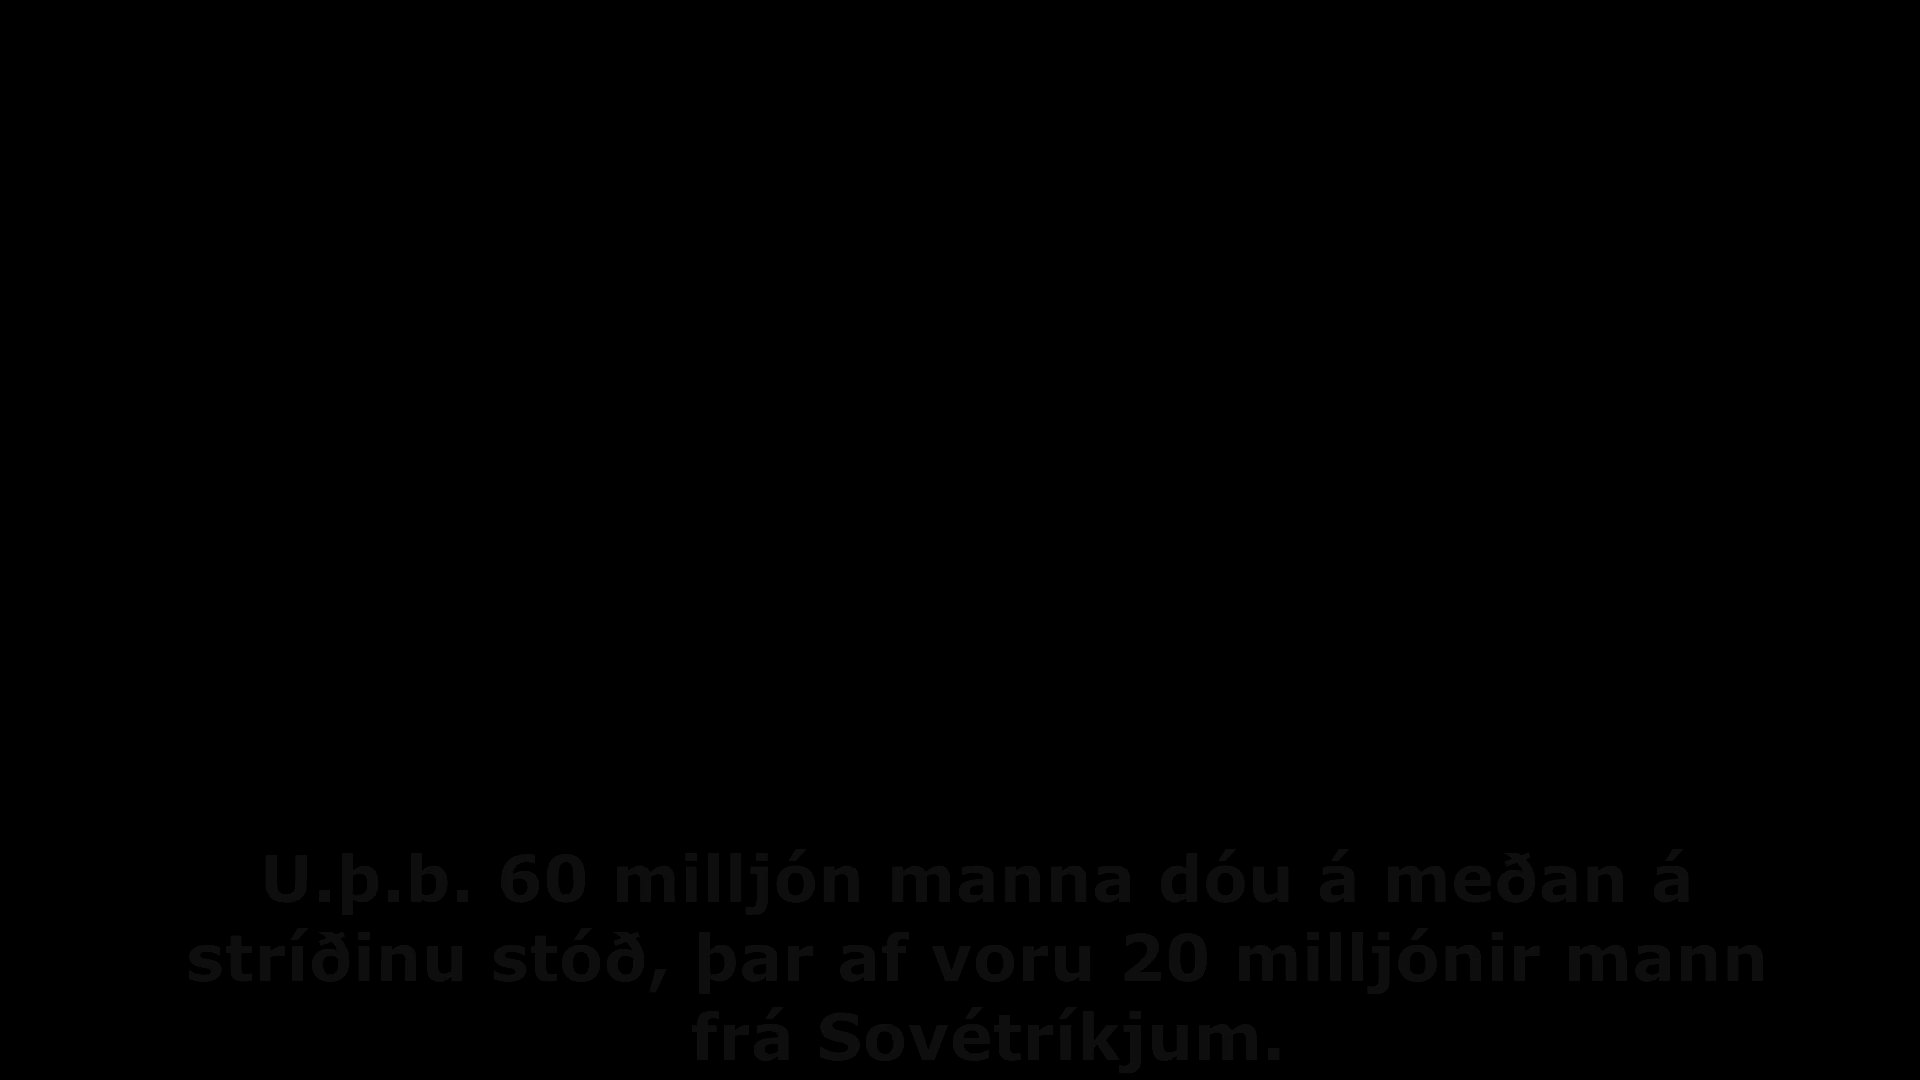 U.þ.b. 60 milljón manna dóu á meðan á
stríðinu stóð, þar af voru 20 milljónir mann
frá Sovétríkjum.